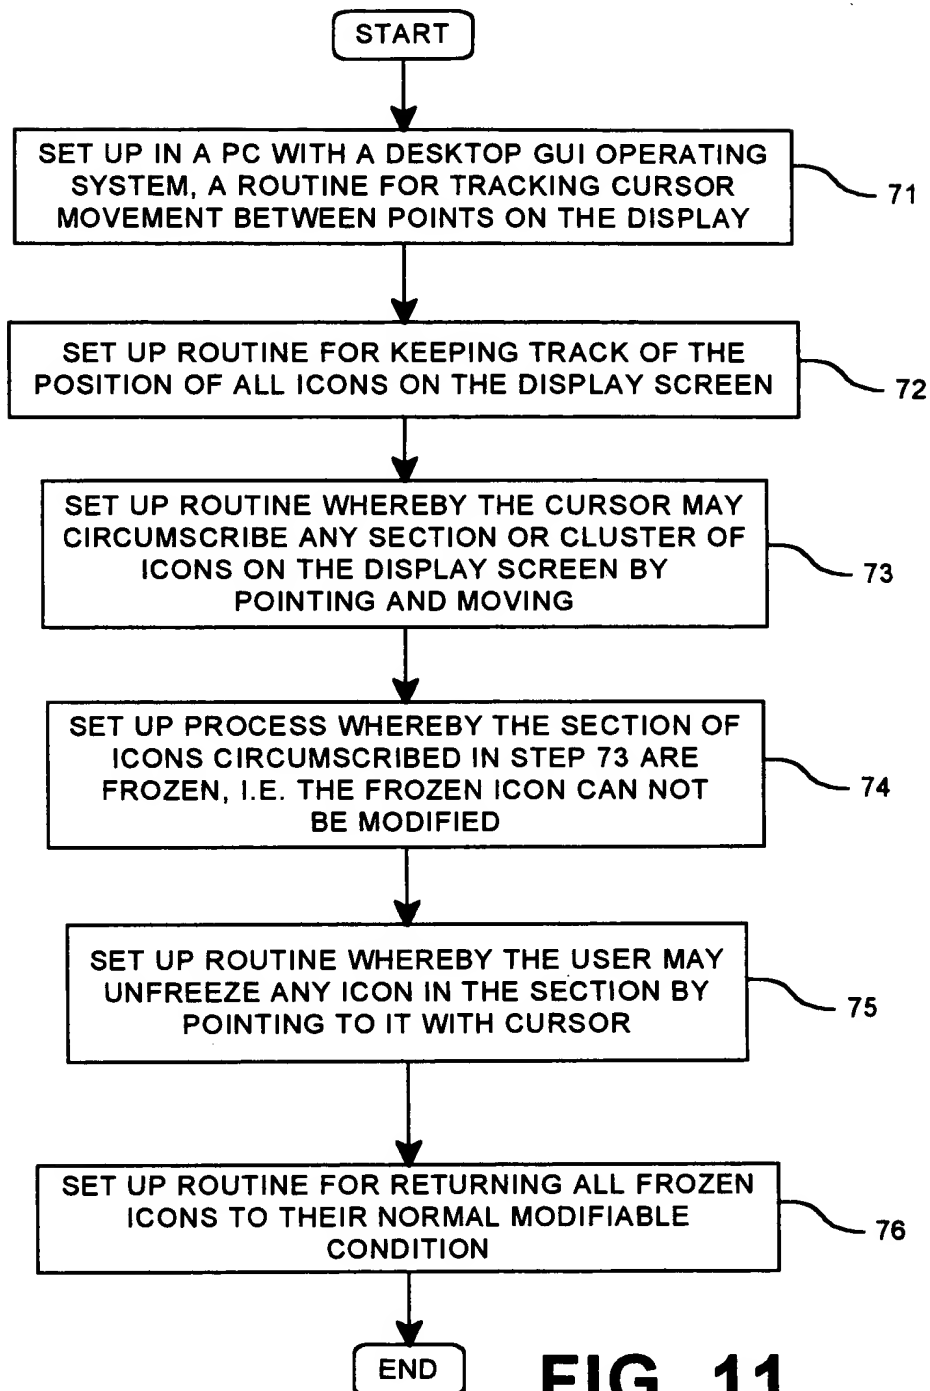 START
SET UP IN A PC WITH A DESKTOP GUI OPERATING
SYSTEM, A ROUTINE FOR TRACKING CURSOR
MOVEMENT BETWEEN POINTS ON THE DISPLAY
71
SET UP ROUTINE FOR KEEPING TRACK OF THE
POSITION OF ALL ICONS ON THE DISPLAY SCREEN
72
SET UP ROUTINE WHEREBY THE CURSOR MAY
CIRCUMSCRIBE ANY SECTION OR CLUSTER OF
ICONS ON THE DISPLAY SCREEN BY
POINTING AND MOVING
73
SET UP PROCESS WHEREBY THE SECTION OF
ICONS CIRCUMSCRIBED IN STEP 73 ARE
FROZEN, I.E. THE FROZEN ICON CAN NOT
BE MODIFIED
74
SET UP ROUTINE WHEREBY THE USER MAY
UNFREEZE ANY ICON IN THE SECTION BY
POINTING TO IT WITH CURSOR
75
SET UP ROUTINE FOR RETURNING ALL FROZEN
ICONS TO THEIR NORMAL MODIFIABLE
CONDITION
76
END
FIG. 11